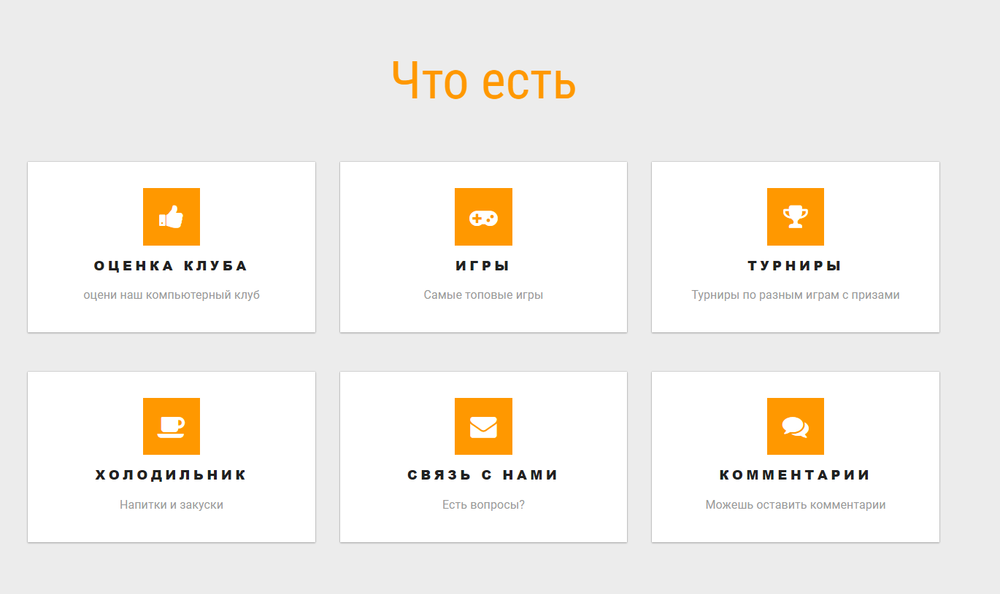 Что есть
ОЦЕНКА КЛУБА
оцени наш компьютерный клуб
ИГРЫ
Самые топовые игры
ТУРНИРЫ
Турниры по разным играм с призами
ХОЛОДИЛЬНИК
Напитки и закуски
СВЯЗЬ С НАМИ
Есть вопросы?
КОММЕНТАРИИ
Можешь оставить комментарии